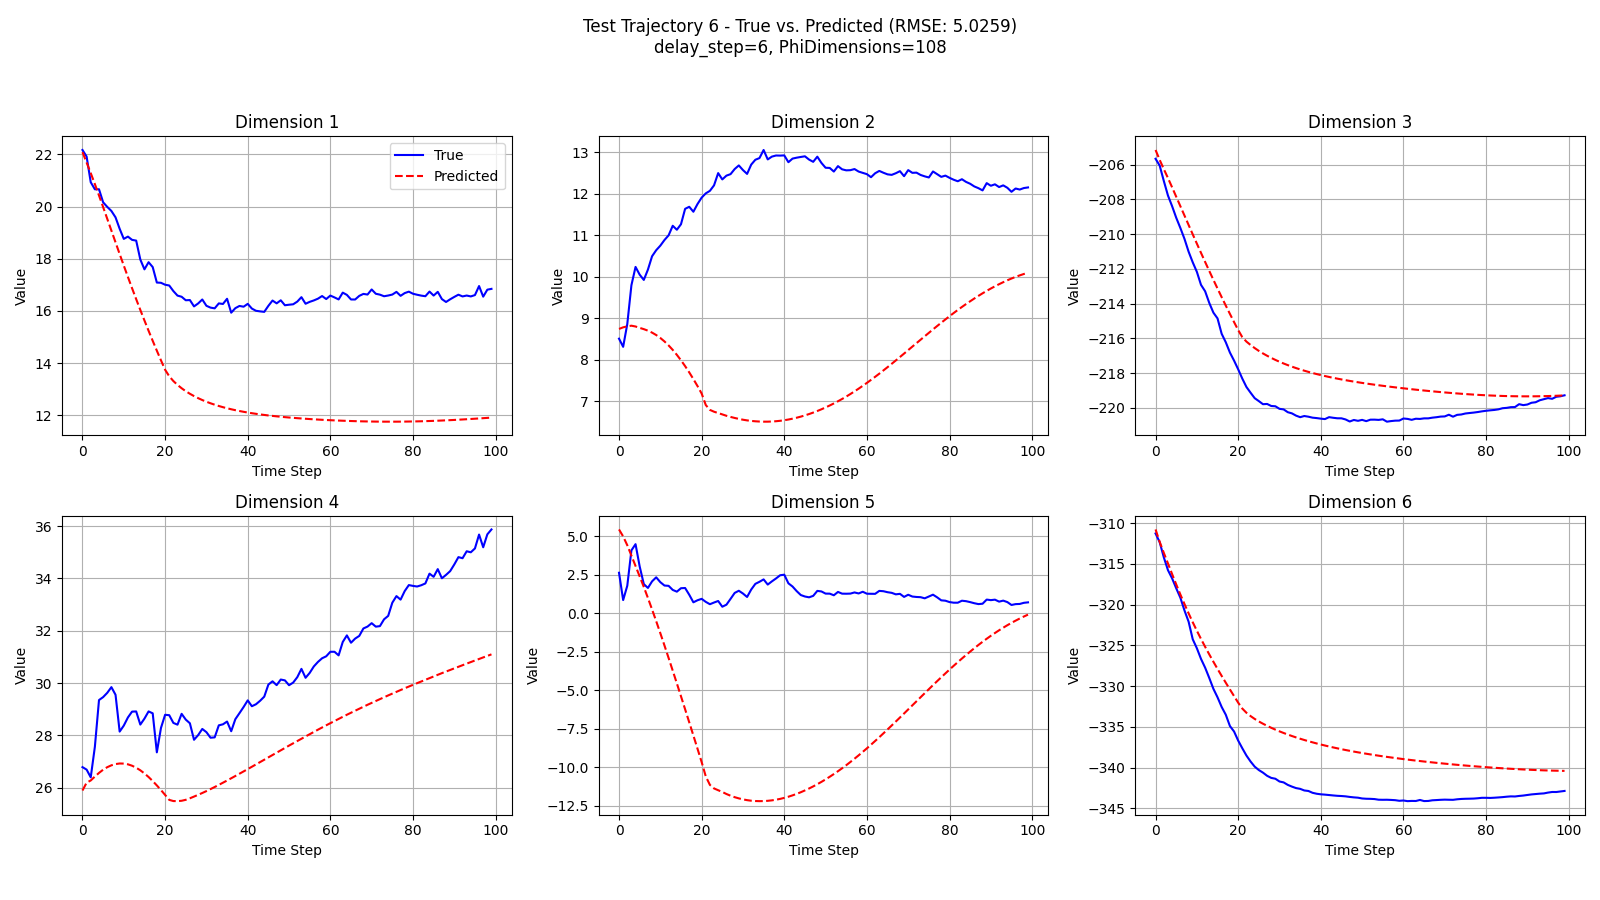 Test Trajectory 6 - True vs. Predicted (RMSE: 5.0259)
delay_step=6, PhiDimensions=108
Dimension 1
True
Predicted
Value
22
20
18
16
14
12
0 20 40 60 80 100
Time Step
Dimension 2
Value
13
12
11
10
9
8
7
0 20 40 60 80 100
Time Step
Dimension 3
Value
−206
−208
−210
−212
−214
−216
−218
−220
0 20 40 60 80 100
Time Step
Dimension 4
Value
36
34
32
30
28
26
0 20 40 60 80 100
Time Step
Dimension 5
Value
5.0
2.5
0.0
−2.5
−5.0
−7.5
−10.0
−12.5
0 20 40 60 80 100
Time Step
Dimension 6
Value
−310
−315
−320
−325
−330
−335
−340
−345
0 20 40 60 80 100
Time Step